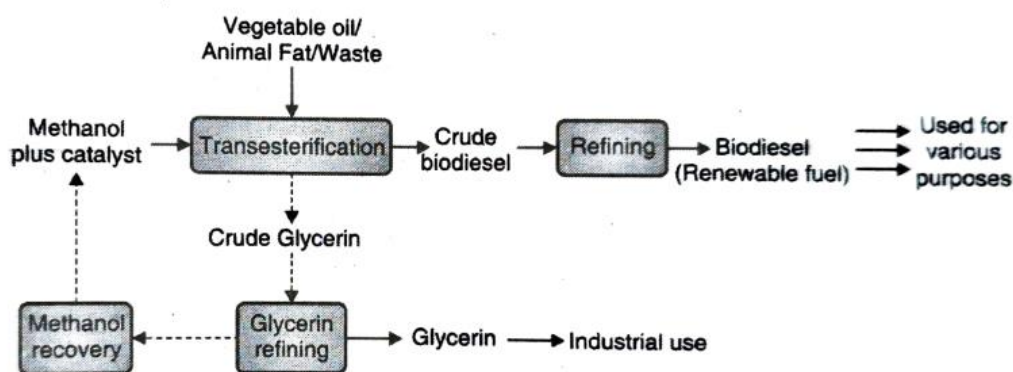 Vegetable oil/
Animal Fat/Waste
Methanol
plus catalyst
Transesterification
Crude
biodiesel
Refining
Biodiesel
(Renewable fuel)
Used for
various
purposes
Crude Glycerin
Methanol
recovery
Glycerin
refining
Glycerin
Industrial use